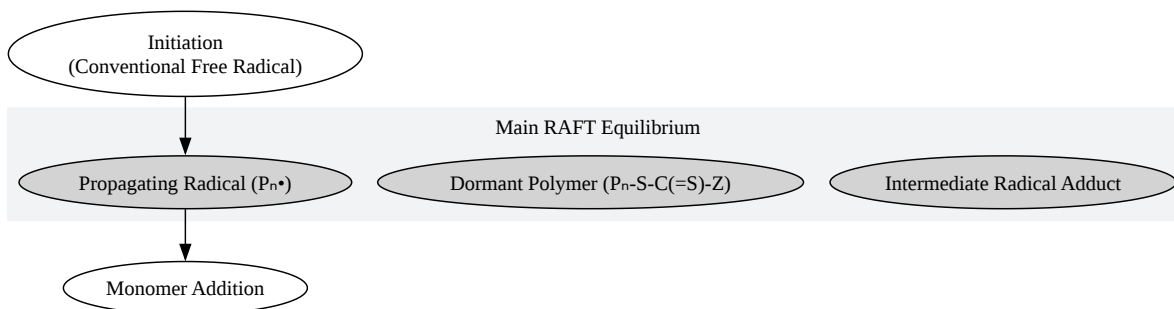 Initiation
(Conventional Free Radical)
Main RAFT Equilibrium
Propagating Radical (Pₙ•)
Dormant Polymer (Pₙ-S-C(=S)-Z)
Intermediate Radical Adduct
Monomer Addition